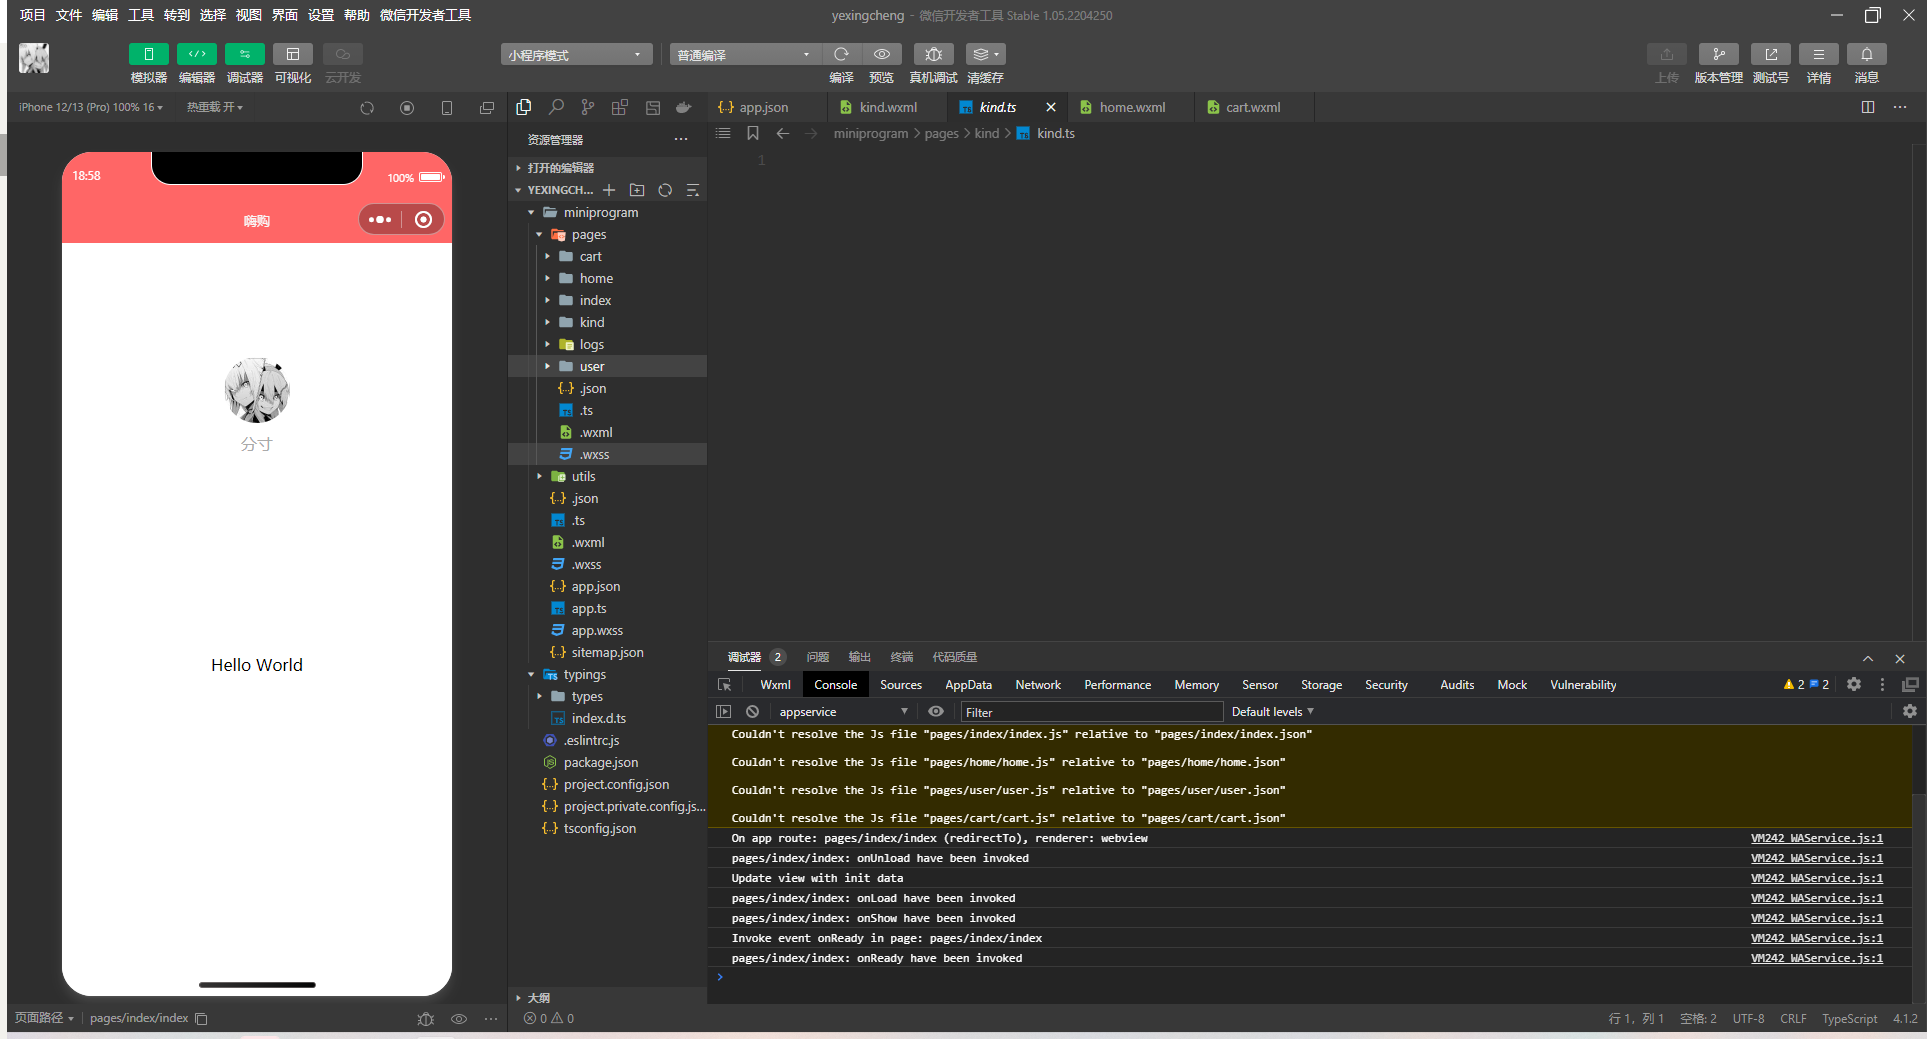 项目 文件 编辑 工具 转到 选择 视图 界面 设置 帮助 微信开发者工具
yexingcheng - 微信开发者工具 Stable 1.05.2204250
小程序模式
普通编译
模拟器 编辑器 调试器 可视化 云开发
编译 预览 真机调试 清缓存
上传 版本管理 测试号 详情 消息
iPhone 12/13 (Pro) 100% 16
热重载 开
app.json
kind.wxml
kind.ts
home.wxml
cart.wxml
18:58
100%
嗨购
分寸
Hello World
页面路径
pages/index/index
资源管理器
打开的编辑器
YEXINGCH...
miniprogram
pages
cart
home
index
kind
logs
user
.json
.ts
.wxml
.wxss
utils
.json
.ts
.wxml
.wxss
app.json
app.ts
app.wxss
sitemap.json
typings
types
index.d.ts
.eslintrc.js
package.json
project.config.json
project.private.config.js...
tsconfig.json
大纲
0 0
miniprogram > pages > kind > kind.ts
1
调试器 2 问题 输出 终端 代码质量
Wxml Console Sources AppData Network Performance Memory Sensor Storage Security Audits Mock Vulnerability
2 2
appservice
Filter
Default levels
Couldn't resolve the Js file "pages/index/index.js" relative to "pages/index/index.json"
Couldn't resolve the Js file "pages/home/home.js" relative to "pages/home/home.json"
Couldn't resolve the Js file "pages/user/user.js" relative to "pages/user/user.json"
Couldn't resolve the Js file "pages/cart/cart.js" relative to "pages/cart/cart.json"
On app route: pages/index/index (redirectTo), renderer: webview VM242 WAService.js:1
pages/index/index: onUnload have been invoked VM242 WAService.js:1
Update view with init data VM242 WAService.js:1
pages/index/index: onLoad have been invoked VM242 WAService.js:1
pages/index/index: onShow have been invoked VM242 WAService.js:1
Invoke event onReady in page: pages/index/index VM242 WAService.js:1
pages/index/index: onReady have been invoked VM242 WAService.js:1
行 1，列 1 空格: 2 UTF-8 CRLF TypeScript 4.1.2